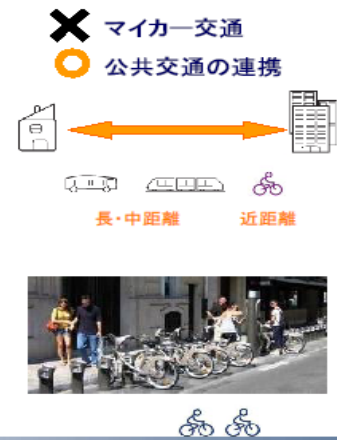 マイカー交通
公共交通の連携
長・中距離
近距離